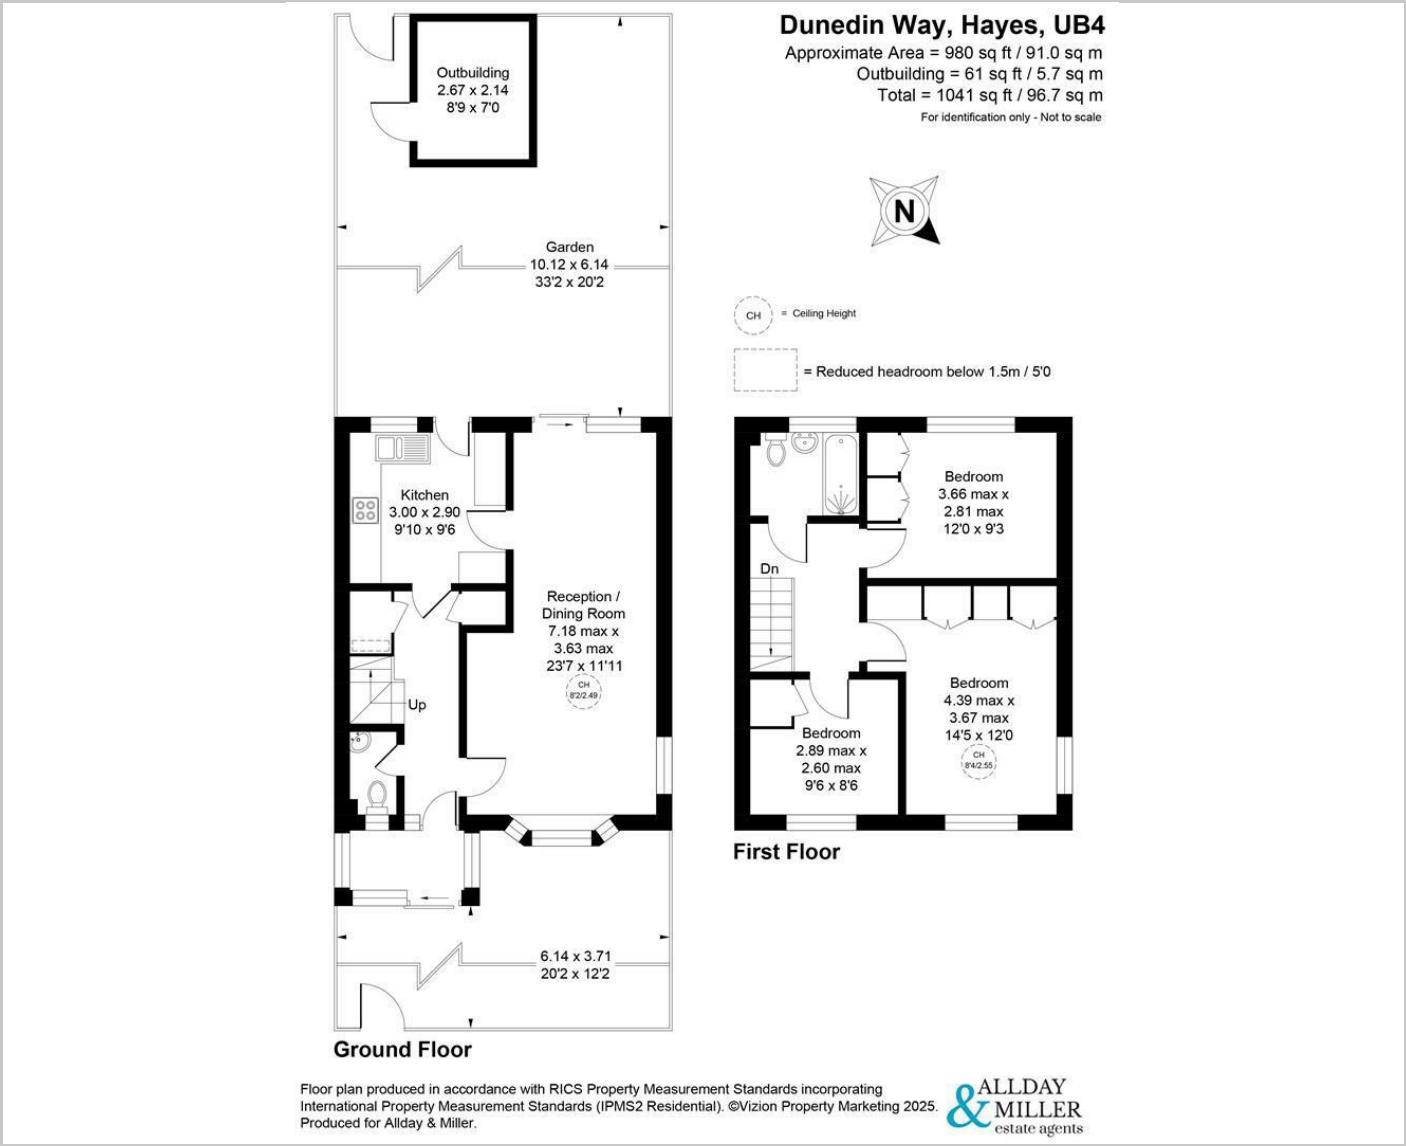 Dunedin Way, Hayes, UB4
Approximate Area = 980 sq ft / 91.0 sq m
Outbuilding = 61 sq ft / 5.7 sq m
Total = 1041 sq ft / 96.7 sq m
For identification only - Not to scale
N
CH
= Ceiling Height
= Reduced headroom below 1.5m / 5'0
Outbuilding
2.67 x 2.14
8'9 x 7'0
Garden
10.12 x 6.14
33'2 x 20'2
Kitchen
3.00 x 2.90
9'10 x 9'6
Reception /
Dining Room
7.18 max x
3.63 max
23'7 x 11'11
CH
8'2/2.49
Up
6.14 x 3.71
20'2 x 12'2
Ground Floor
Bedroom
3.66 max x
2.81 max
12'0 x 9'3
Dn
Bedroom
4.39 max x
3.67 max
14'5 x 12'0
CH
8'4/2.55
Bedroom
2.89 max x
2.60 max
9'6 x 8'6
First Floor
Floor plan produced in accordance with RICS Property Measurement Standards incorporating
International Property Measurement Standards (IPMS2 Residential). ©Vizion Property Marketing 2025.
Produced for Allday & Miller.
ALLDAY
& MILLER
estate agents